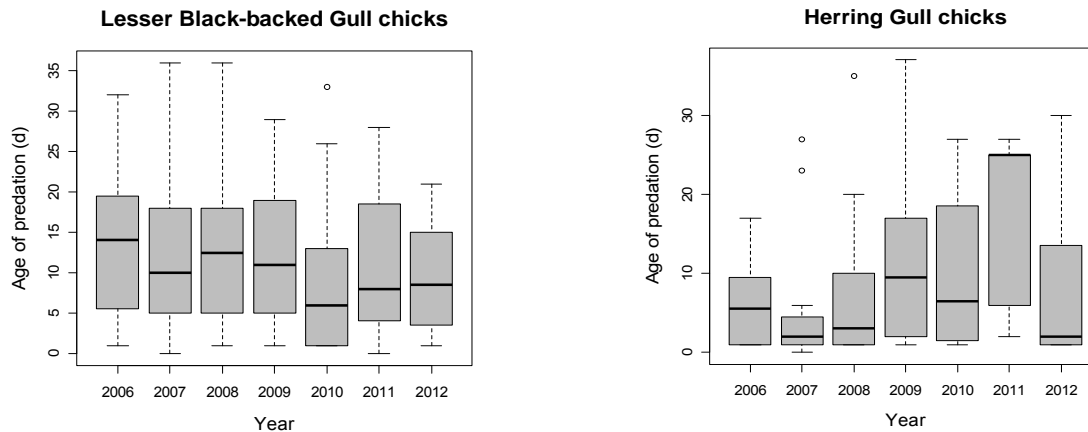 Lesser Black-backed Gull chicks
Age of predation (d)
35
30
25
20
15
10
5
0
2006 2007 2008 2009 2010 2011 2012
Year
Herring Gull chicks
Age of predation (d)
30
20
10
0
2006 2007 2008 2009 2010 2011 2012
Year